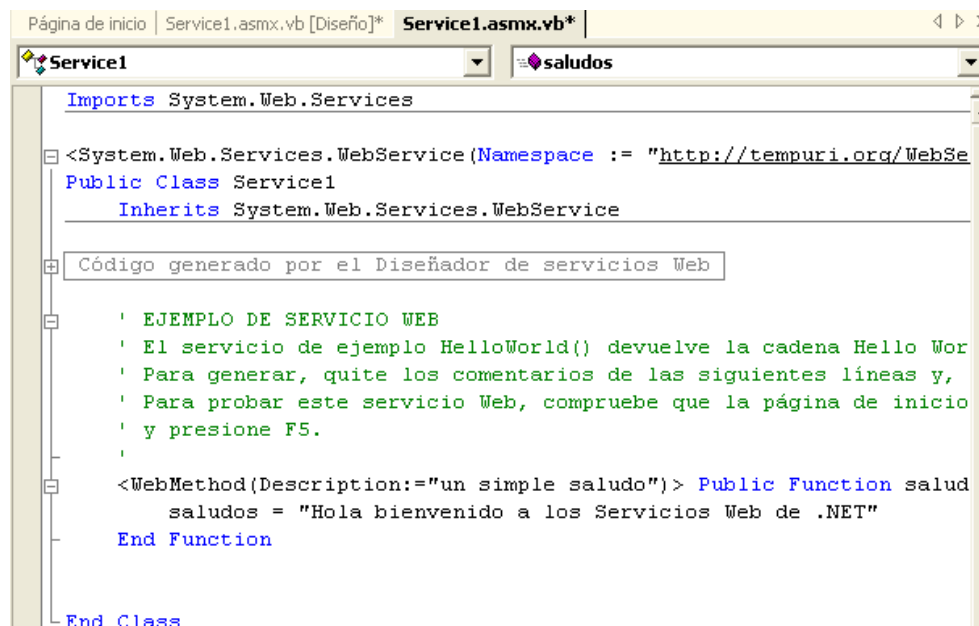 Página de inicio Service1.asmx.vb [Diseño]* Service1.asmx.vb*
Service1 saludos
Imports System.Web.Services
<System.Web.Services.WebService(Namespace := "http://tempuri.org/WebSe
Public Class Service1
Inherits System.Web.Services.WebService
Código generado por el Diseñador de servicios Web
' EJEMPLO DE SERVICIO WEB
' El servicio de ejemplo HelloWorld() devuelve la cadena Hello Wor
' Para generar, quite los comentarios de las siguientes líneas y,
' Para probar este servicio Web, compruebe que la página de inicio
' y presione F5.
'
<WebMethod(Description:="un simple saludo")> Public Function salud
saludos = "Hola bienvenido a los Servicios Web de .NET"
End Function
End Class